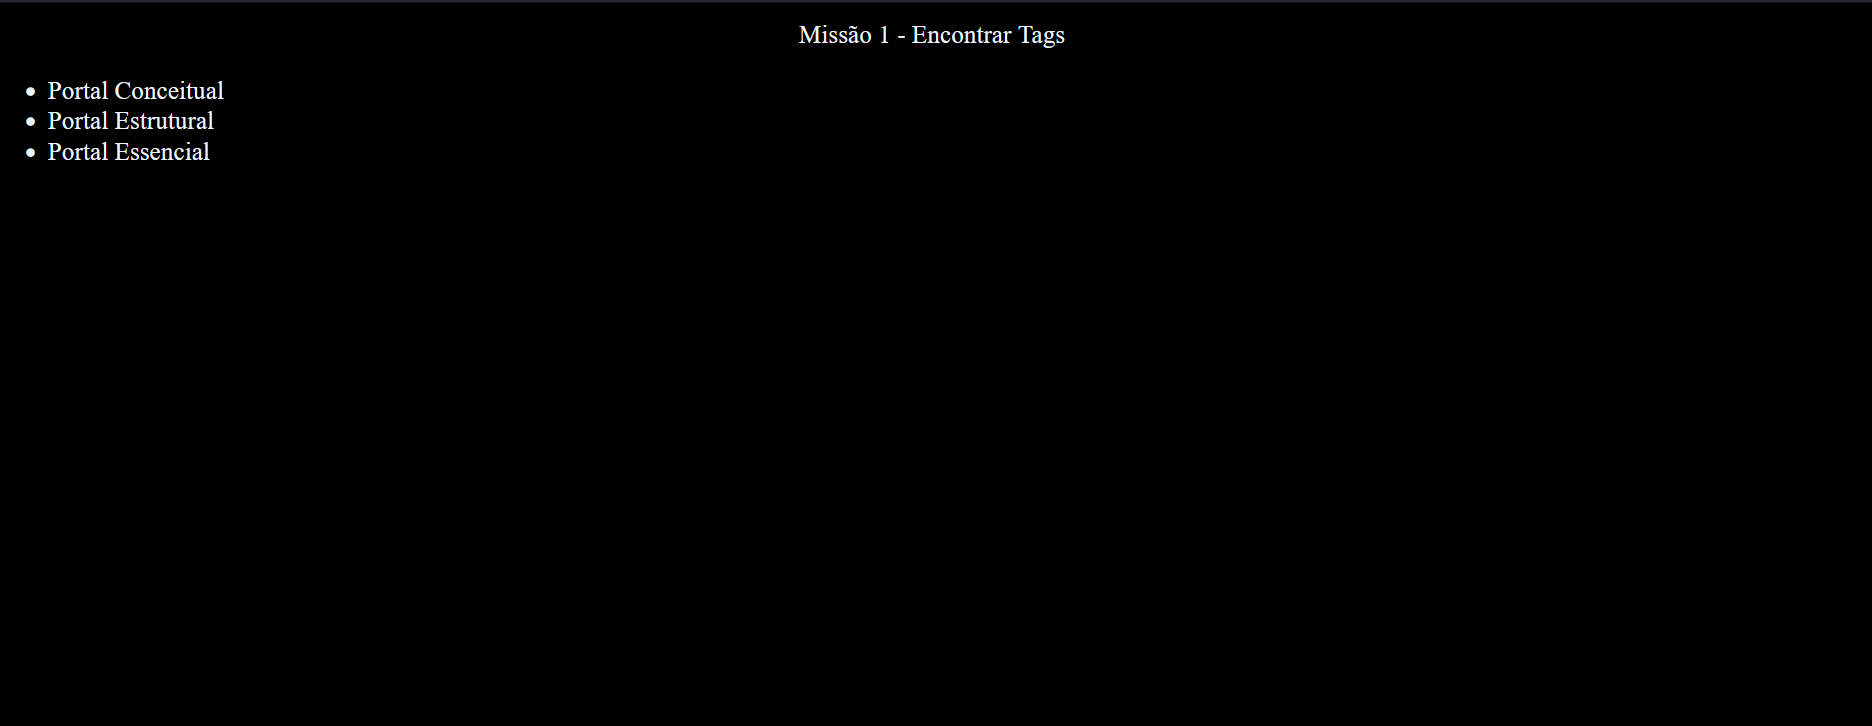 Missão 1 - Encontrar Tags
Portal Conceitual
Portal Estrutural
Portal Essencial